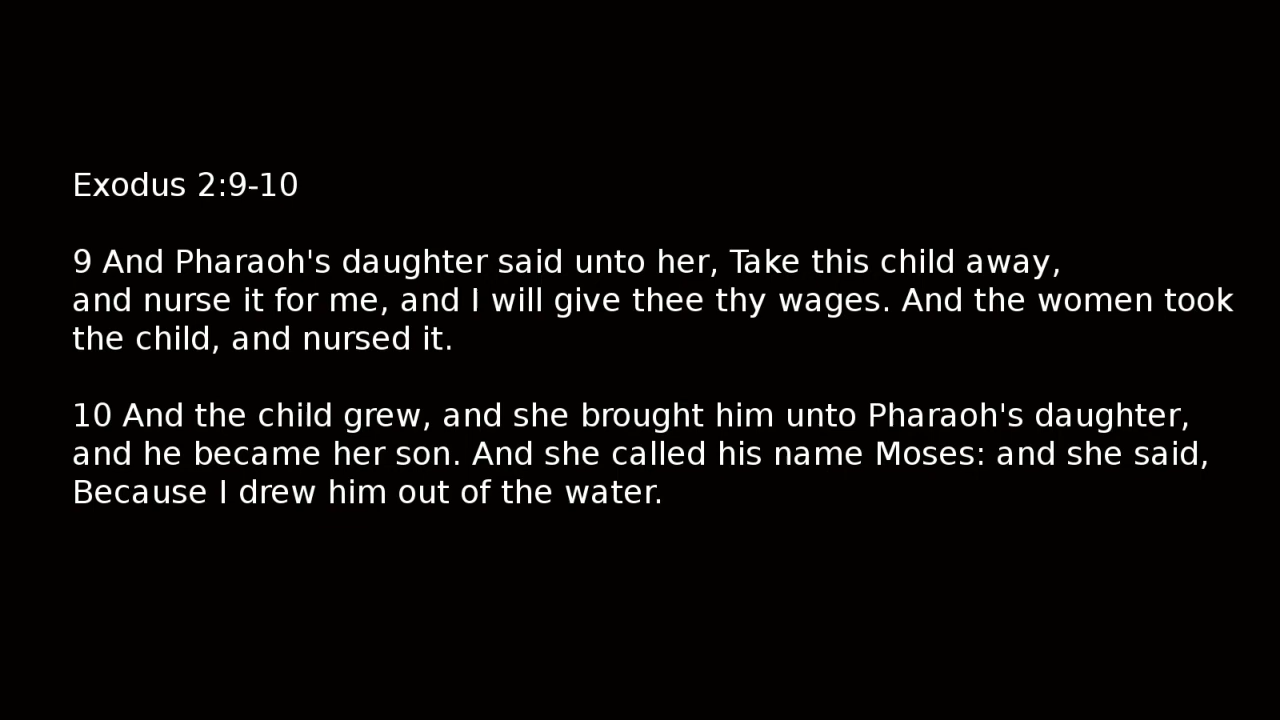 Exodus 2:9-10
9 And Pharaoh's daughter said unto her, Take this child away,
and nurse it for me, and I will give thee thy wages. And the women took
the child, and nursed it.
10 And the child grew, and she brought him unto Pharaoh's daughter,
and he became her son. And she called his name Moses: and she said,
Because I drew him out of the water.